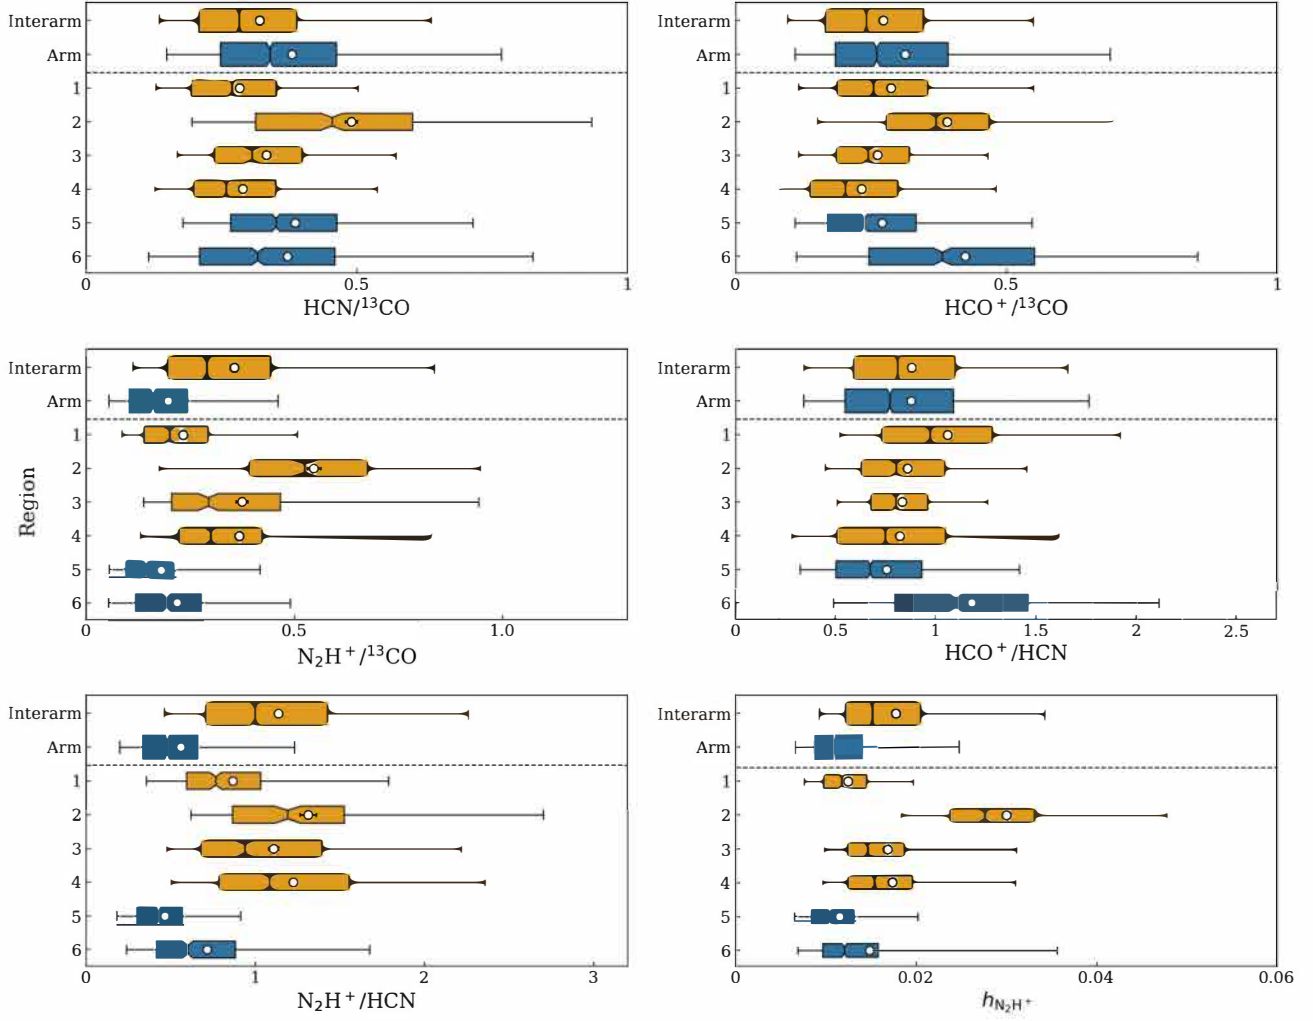 Interarm
Arm
1
2
3
4
5
6
0 0.5 1
HCN/¹³CO
Interarm
Arm
1
2
3
4
5
6
0 0.5 1
HCO⁺/¹³CO
Region
Interarm
Arm
1
2
3
4
5
6
0 0.5 1.0
N₂H⁺/¹³CO
Interarm
Arm
1
2
3
4
5
6
0 0.5 1 1.5 2 2.5
HCO⁺/HCN
Interarm
Arm
1
2
3
4
5
6
0 1 2 3
N₂H⁺/HCN
Interarm
Arm
1
2
3
4
5
6
0 0.02 0.04 0.06
h_N₂H⁺